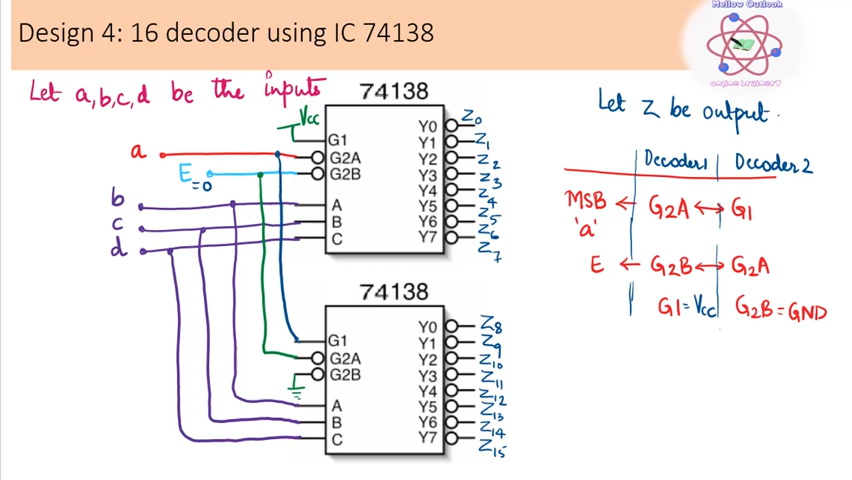 Mellow Outlook
Design 4: 16 decoder using IC 74138
engine brainery
Let a,b,c,d be the inputs
74138
Let Z be output.
Vcc
G1
G2A
G2B
A
B
C
Y0
Y1
Y2
Y3
Y4
Y5
Y6
Y7
Z0
Z1
Z2
Z3
Z4
Z5
Z6
Z7
a
E =0
b
c
d
Decoder1 Decoder 2
MSB 'a' ← G2A ↔ G1
E ← G2B ↔ G2A
G1=Vcc G2B = GND
74138
G1
G2A
G2B
A
B
C
Y0
Y1
Y2
Y3
Y4
Y5
Y6
Y7
Z8
Z9
Z10
Z11
Z12
Z13
Z14
Z15